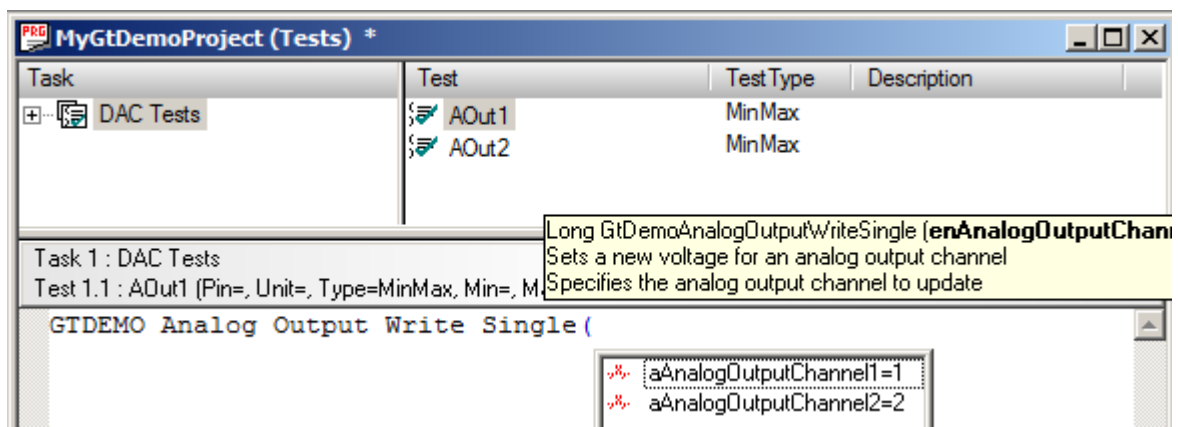 PRG MyGtDemoProject (Tests) *
Task Test TestType Description
DAC Tests AOut1 MinMax
AOut2 MinMax
Long GtDemoAnalogOutputWriteSingle (enAnalogOutputChan
Task 1 : DAC Tests Sets a new voltage for an analog output channel
Test 1.1 : AOut1 (Pin=, Unit=, Type=MinMax, Min=, M Specifies the analog output channel to update
GTDEMO Analog Output Write Single(
aAnalogOutputChannel1=1
aAnalogOutputChannel2=2